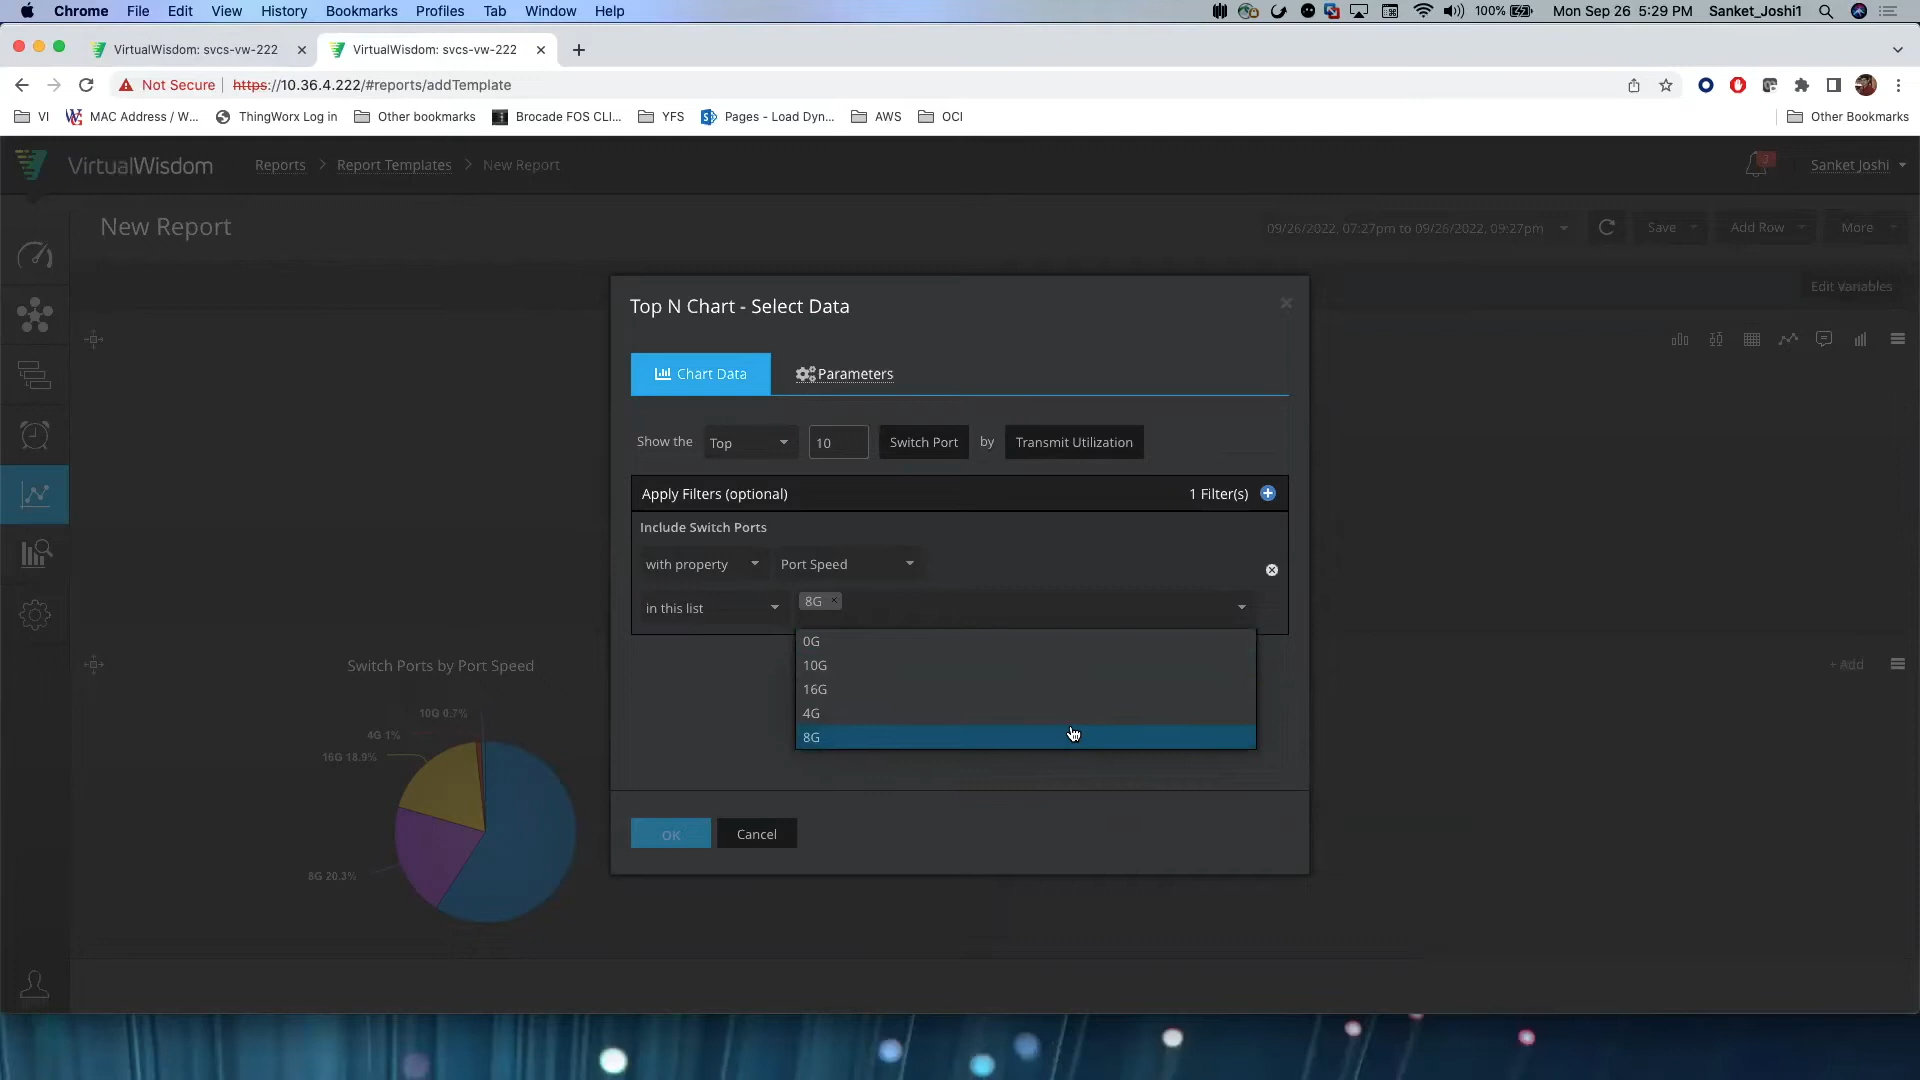 Chrome File Edit View History Bookmarks Profiles Tab Window Help 100% Mon Sep 26 5:29 PM Sanket_Joshi1
VirtualWisdom: svcs-vw-222 VirtualWisdom: svcs-vw-222
Not Secure https://10.36.4.222/#reports/addTemplate
VI MAC Address / W... ThingWorx Log in Other bookmarks Brocade FOS CLI... YFS Pages - Load Dyn... AWS OCI Other Bookmarks
VirtualWisdom Reports > Report Templates > New Report Sanket Joshi
New Report 09/26/2022, 07:27pm to 09/26/2022, 09:27pm Save Add Row More
Edit Variables
Top N Chart - Select Data
Chart Data Parameters
Show the Top 10 Switch Port by Transmit Utilization
Apply Filters (optional) 1 Filter(s)
Include Switch Ports
with property Port Speed
in this list 8G
0G
10G
16G
4G
8G
OK Cancel
Switch Ports by Port Speed + Add
10G 0.7%
4G 1%
16G 18.9%
8G 20.3%